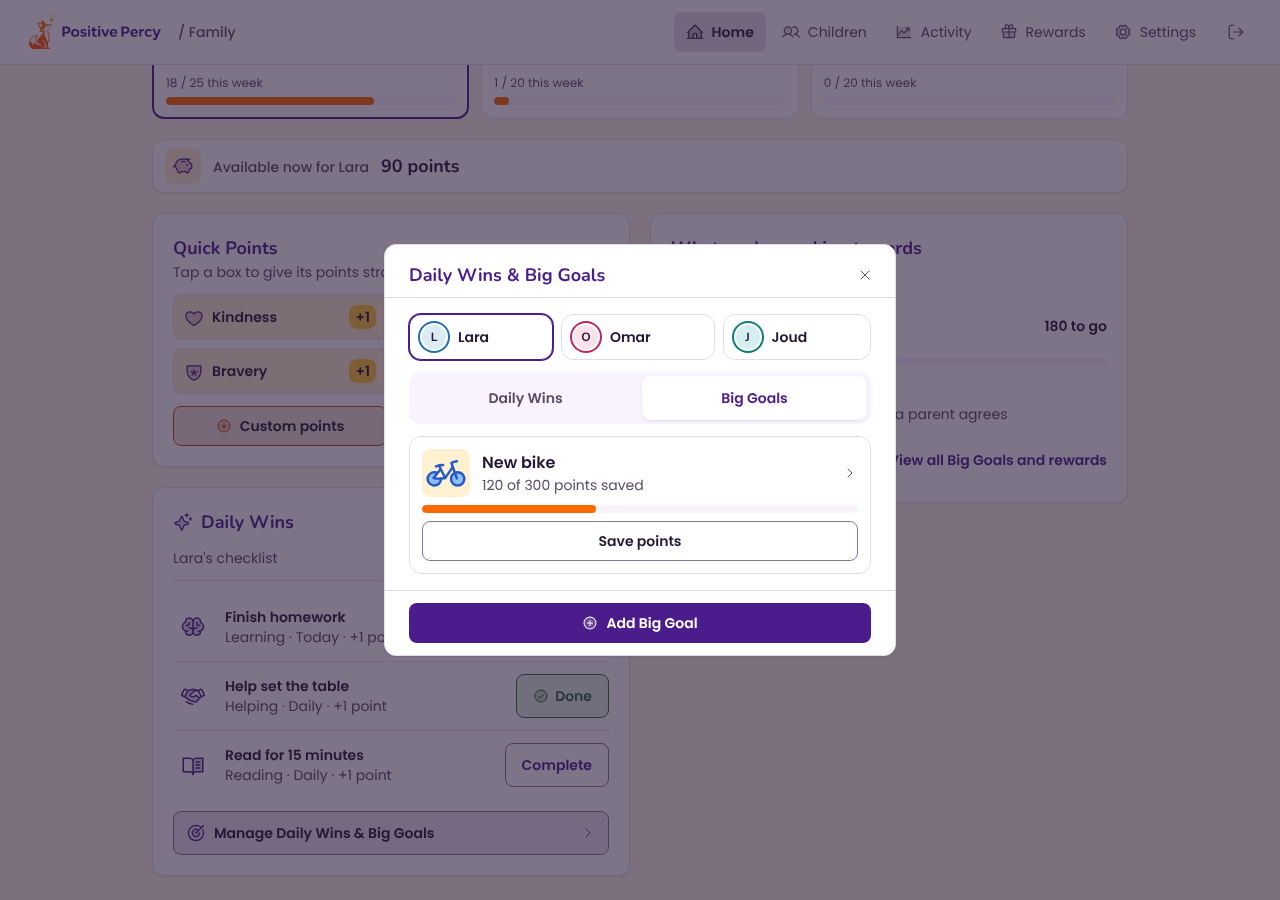 Positive Percy / Family Home Children Activity Rewards Settings
18 / 25 this week
1 / 20 this week
0 / 20 this week
Available now for Lara 90 points
Quick Points
Tap a box to give its points
Kindness +1
Bravery +1
Custom points
180 to go
a parent agrees
View all Big Goals and rewards
Daily Wins & Big Goals
L Lara
O Omar
J Joud
Daily Wins
Big Goals
New bike
120 of 300 points saved
Save points
Add Big Goal
Daily Wins
Lara's checklist
Finish homework
Learning · Today · +1
Help set the table
Helping · Daily · +1 point
Done
Read for 15 minutes
Reading · Daily · +1 point
Complete
Manage Daily Wins & Big Goals